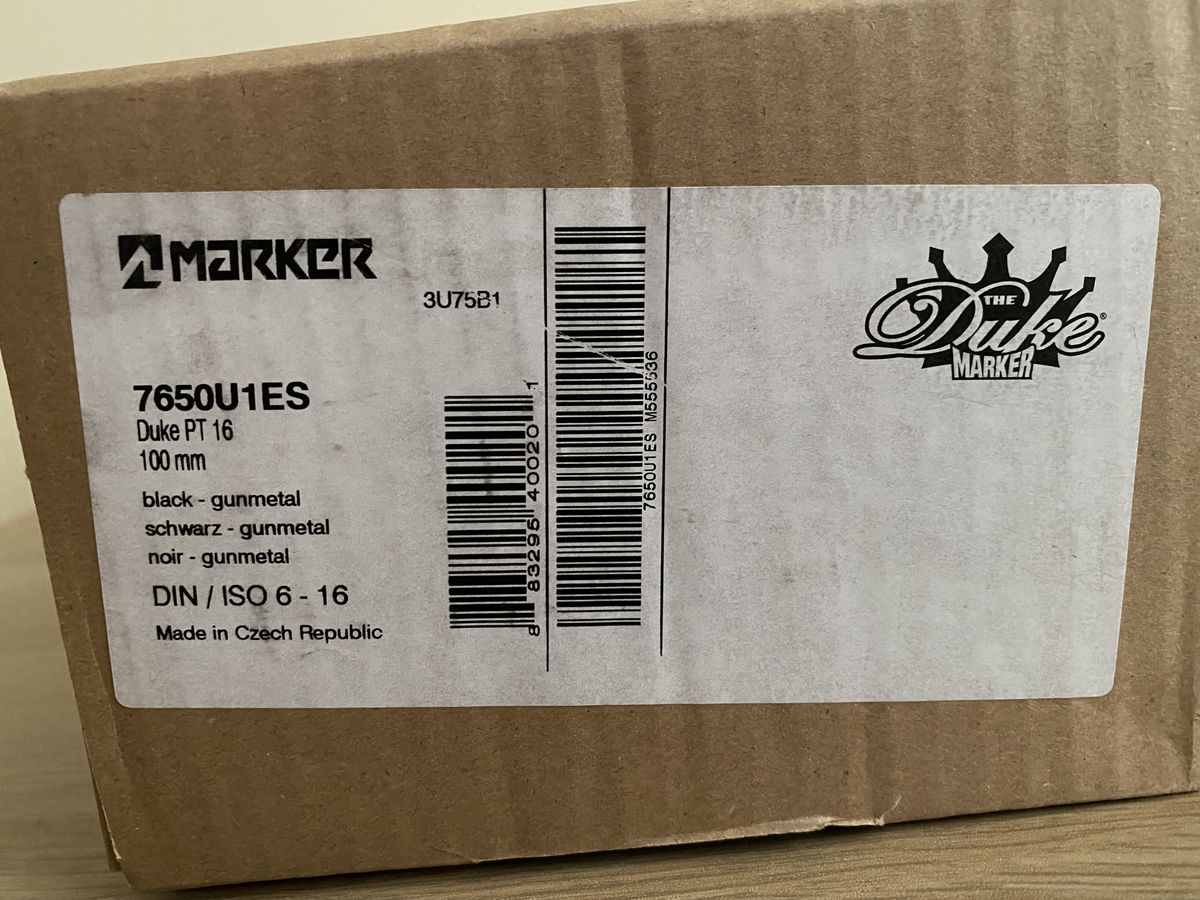 MARKER
3U75B1
7650U1ES
Duke PT 16
100 mm
black - gunmetal
schwarz - gunmetal
noir - gunmetal
DIN / ISO 6 - 16
Made in Czech Republic
8 83295 40020 1
7650U1ES M555536
THE
Duke®
MARKER